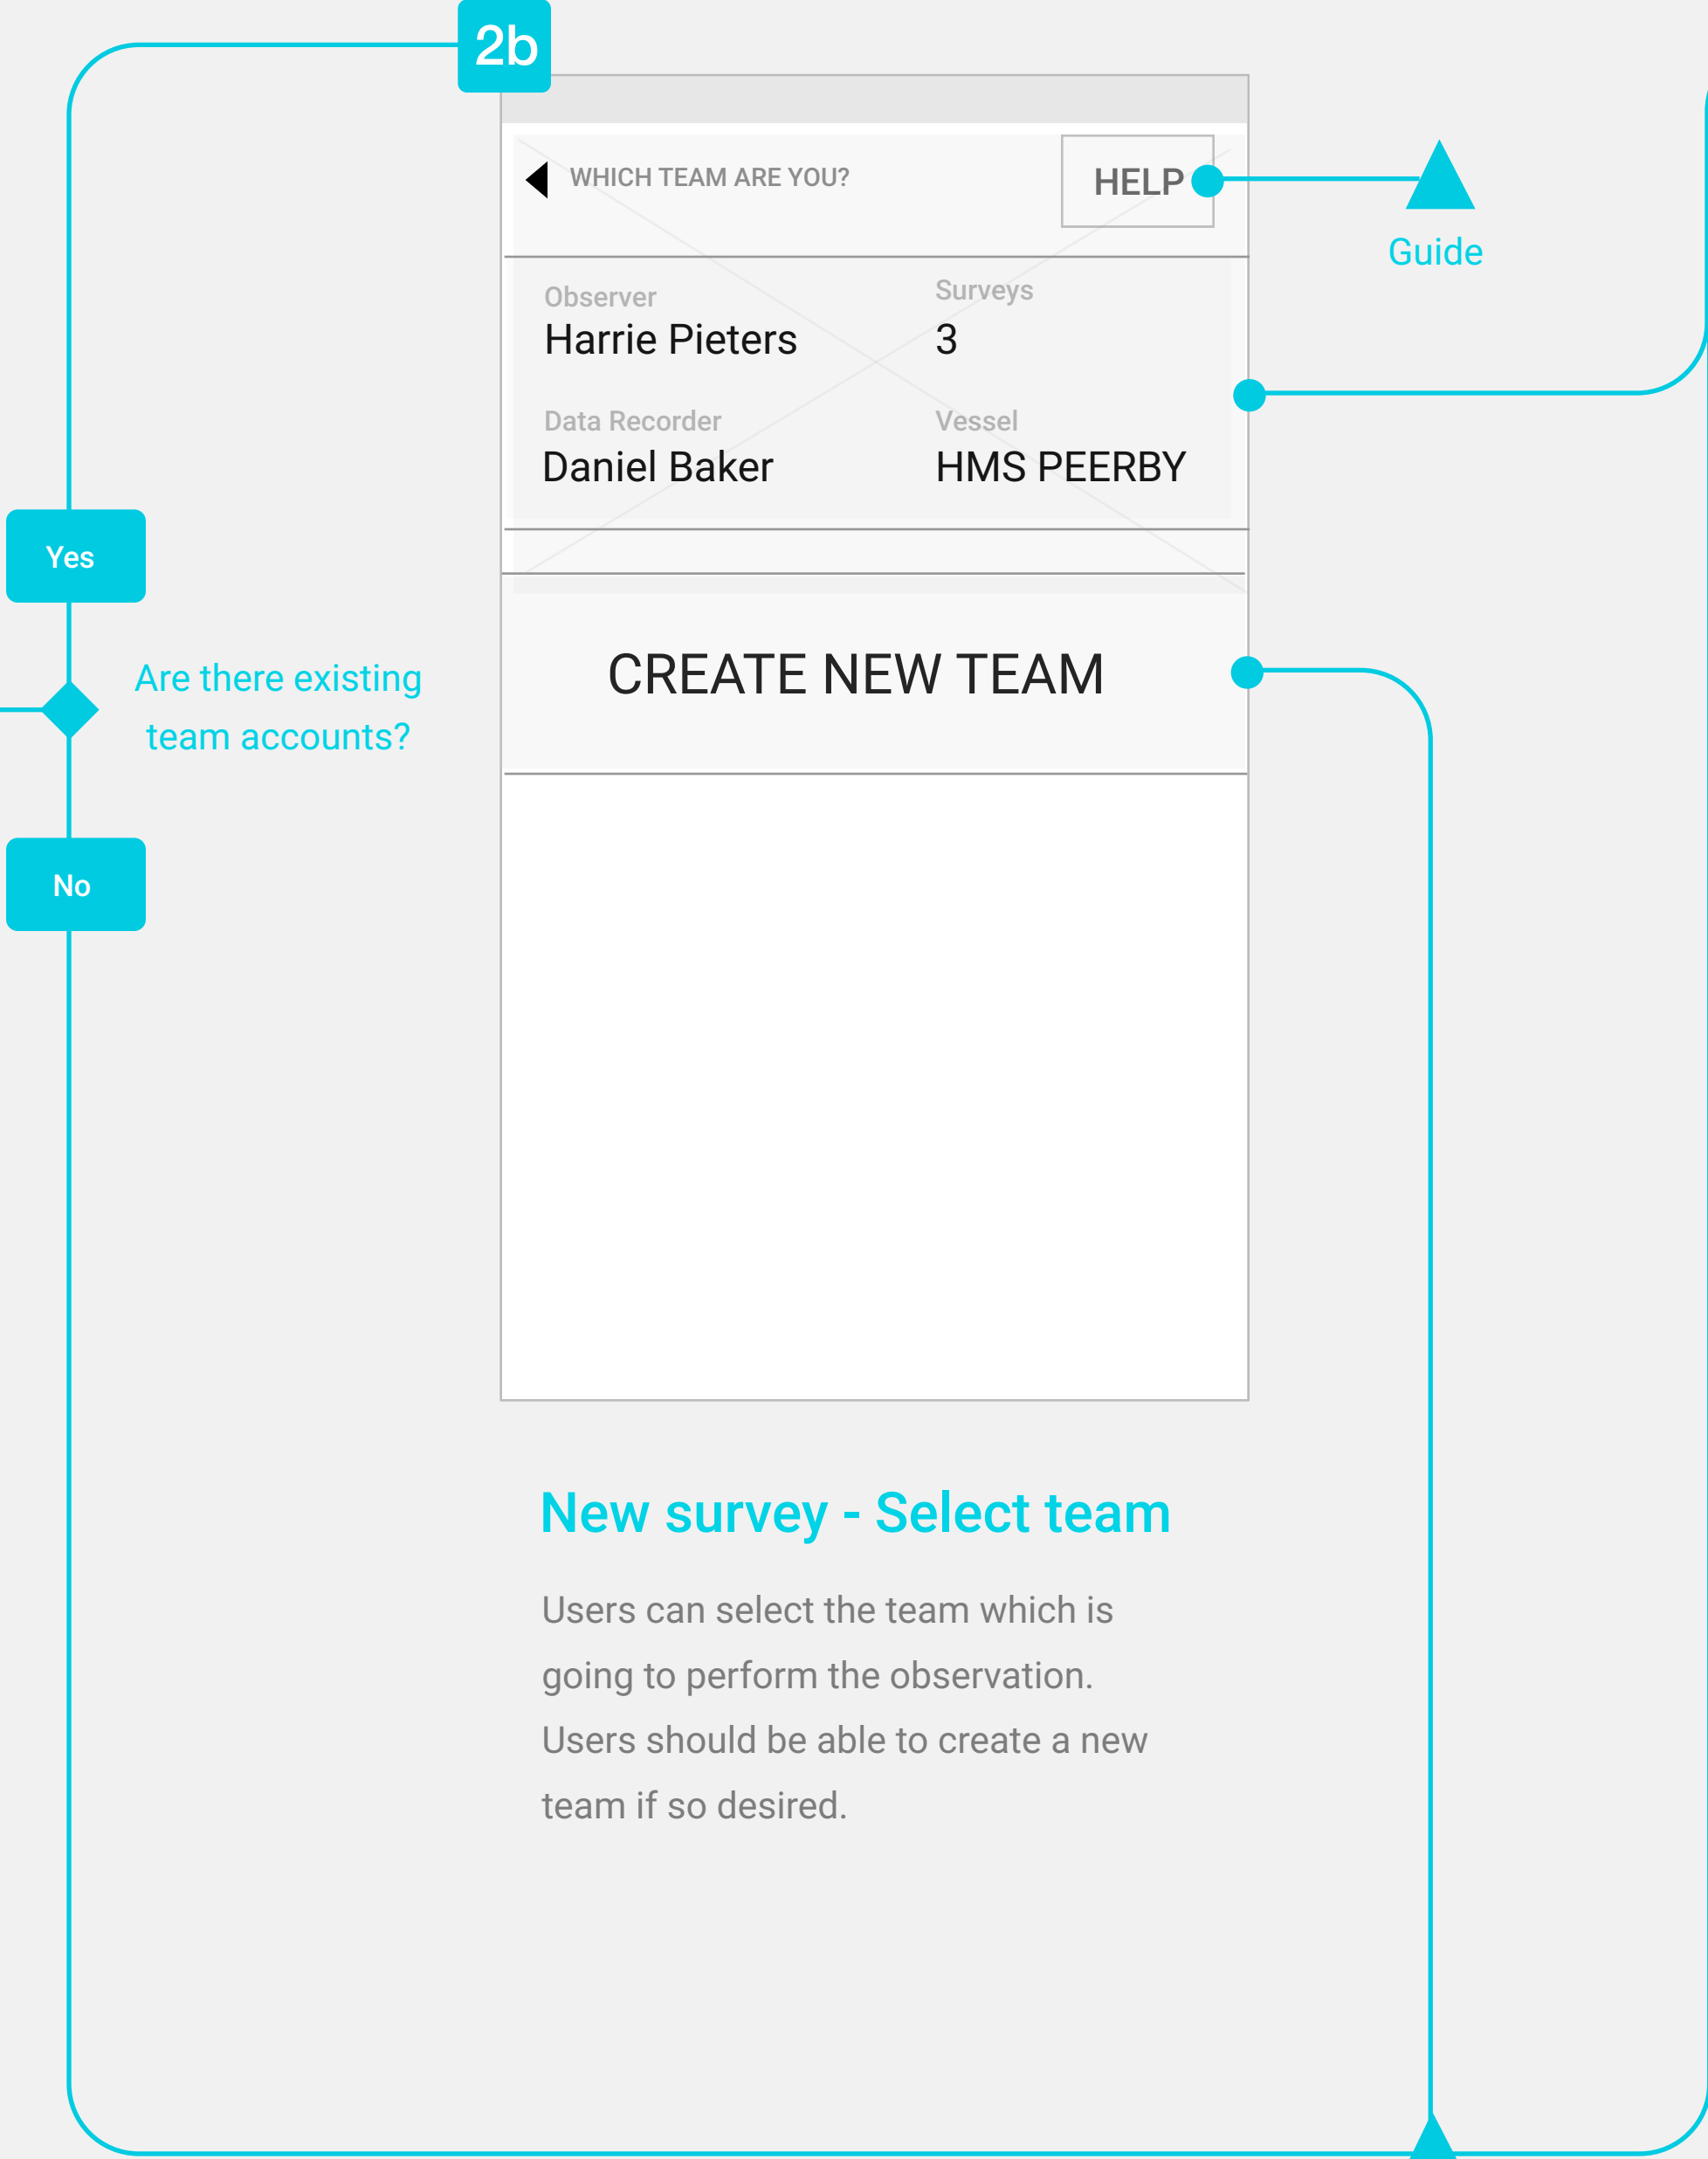 2b
WHICH TEAM ARE YOU?
HELP
Guide
Observer
Harrie Pieters
Surveys
3
Data Recorder
Daniel Baker
Vessel
HMS PEERBY
Yes
Are there existing
team accounts?
No
CREATE NEW TEAM
New survey - Select team
Users can select the team which is
going to perform the observation.
Users should be able to create a new
team if so desired.